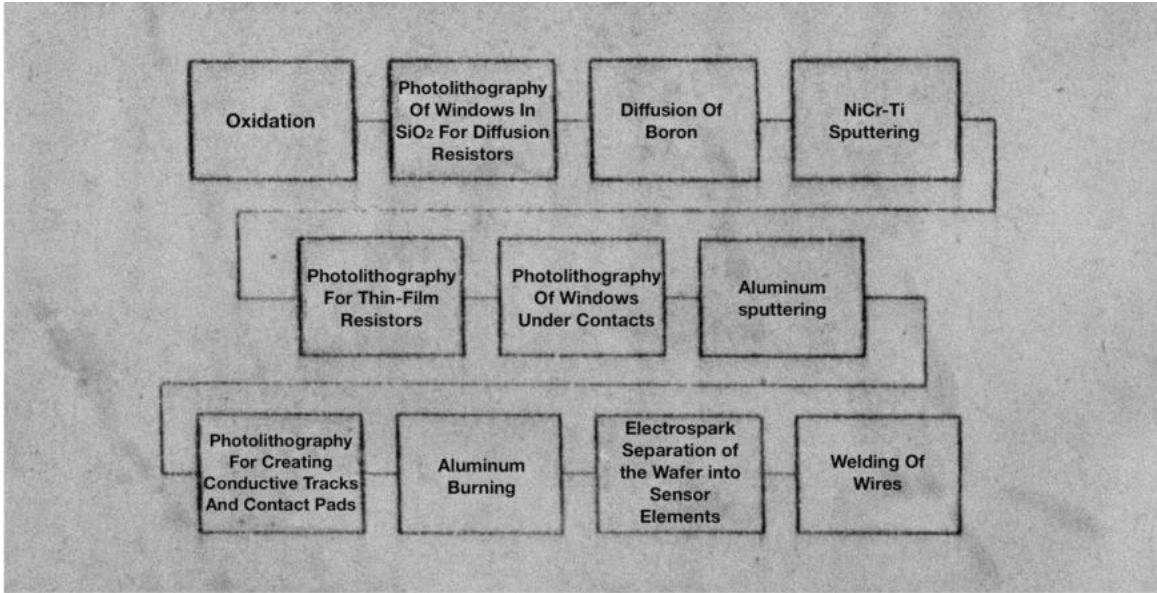 Oxidation
Photolithography
Of Windows In
SiO₂ For Diffusion
Resistors
Diffusion Of
Boron
NiCr-Ti
Sputtering
Photolithography
For Thin-Film
Resistors
Photolithography
Of Windows
Under Contacts
Aluminum
sputtering
Photolithography
For Creating
Conductive Tracks
And Contact Pads
Aluminum
Burning
Electrospark
Separation of
the Wafer into
Sensor
Elements
Welding Of
Wires